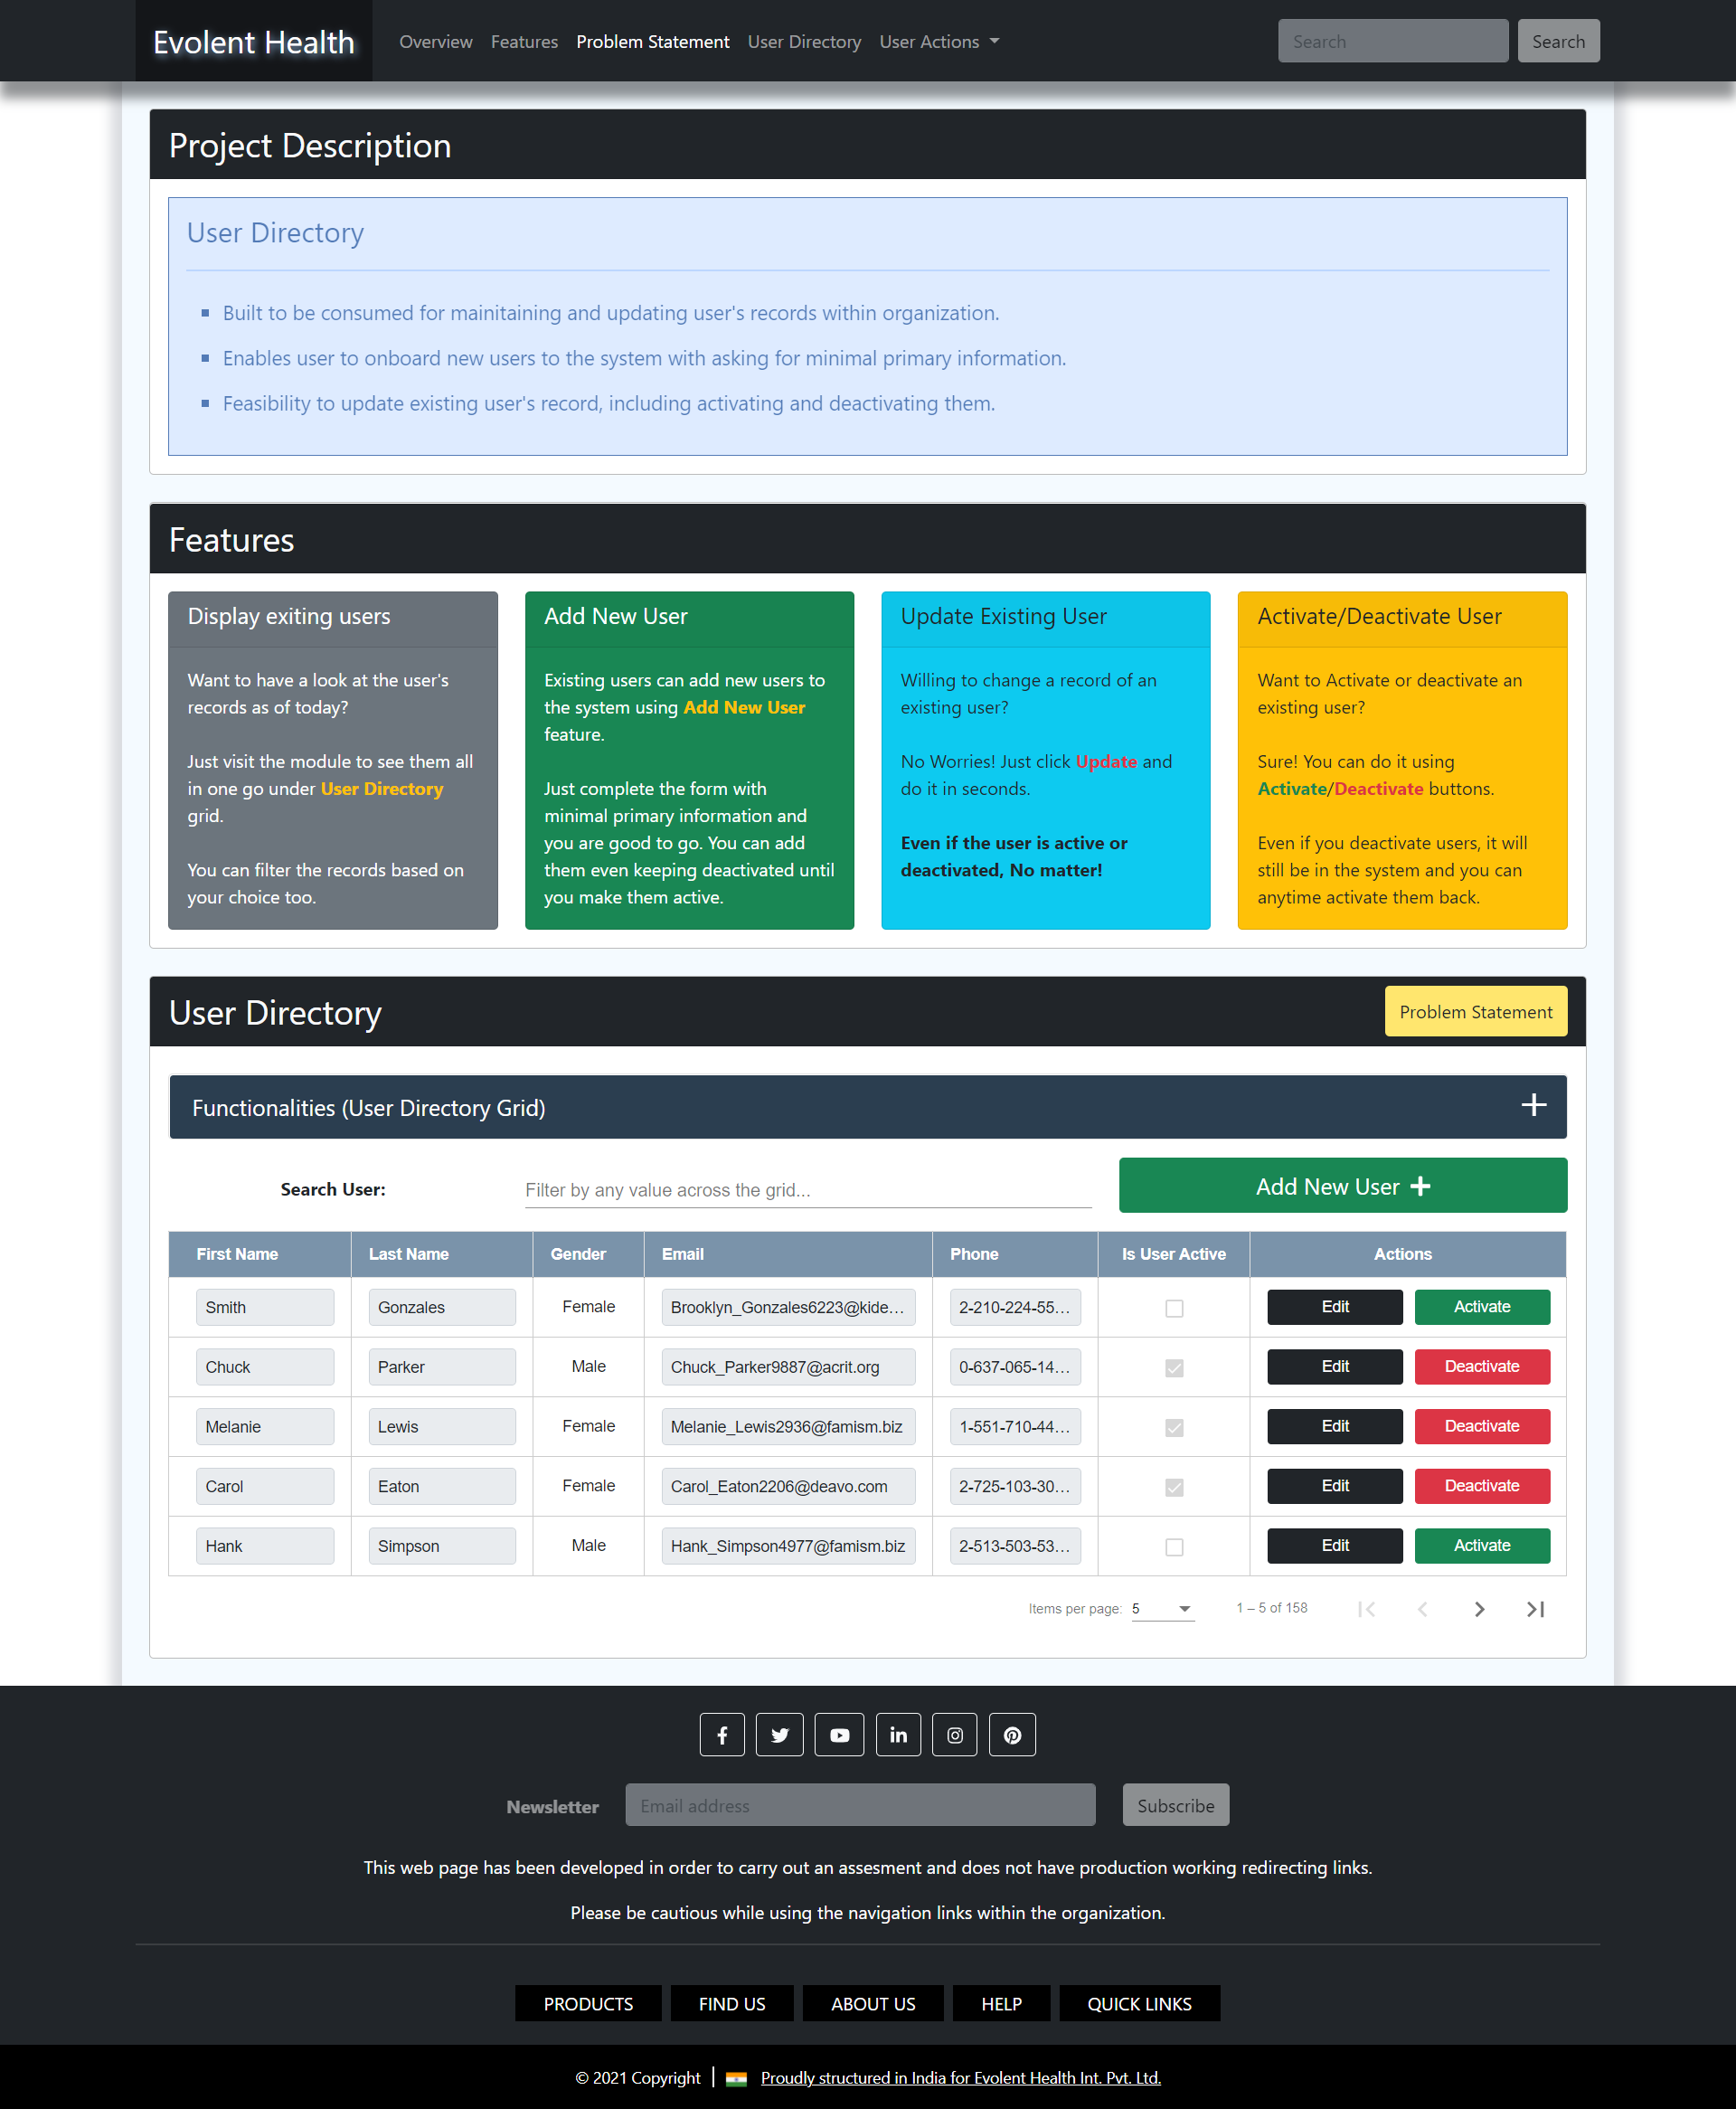 Evolent Health
Overview Features Problem Statement User Directory User Actions
Search Search
Project Description
User Directory
Built to be consumed for mainitaining and updating user's records within organization.
Enables user to onboard new users to the system with asking for minimal primary information.
Feasibility to update existing user's record, including activating and deactivating them.
Features
Display exiting users
Want to have a look at the user's
records as of today?
Just visit the module to see them all
in one go under User Directory
grid.
You can filter the records based on
your choice too.
Add New User
Existing users can add new users to
the system using Add New User
feature.
Just complete the form with
minimal primary information and
you are good to go. You can add
them even keeping deactivated until
you make them active.
Update Existing User
Willing to change a record of an
existing user?
No Worries! Just click Update and
do it in seconds.
Even if the user is active or
deactivated, No matter!
Activate/Deactivate User
Want to Activate or deactivate an
existing user?
Sure! You can do it using
Activate/Deactivate buttons.
Even if you deactivate users, it will
still be in the system and you can
anytime activate them back.
User Directory
Problem Statement
Functionalities (User Directory Grid)
Search User: Filter by any value across the grid... Add New User
First Name Last Name Gender Email Phone Is User Active Actions
Smith Gonzales Female Brooklyn_Gonzales6223@kide... 2-210-224-55... Edit Activate
Chuck Parker Male Chuck_Parker9887@acrit.org 0-637-065-14... Edit Deactivate
Melanie Lewis Female Melanie_Lewis2936@famism.biz 1-551-710-44... Edit Deactivate
Carol Eaton Female Carol_Eaton2206@deavo.com 2-725-103-30... Edit Deactivate
Hank Simpson Male Hank_Simpson4977@famism.biz 2-513-503-53... Edit Activate
Items per page: 5 1 – 5 of 158
Newsletter Email address Subscribe
This web page has been developed in order to carry out an assesment and does not have production working redirecting links.
Please be cautious while using the navigation links within the organization.
PRODUCTS FIND US ABOUT US HELP QUICK LINKS
© 2021 Copyright | Proudly structured in India for Evolent Health Int. Pvt. Ltd.